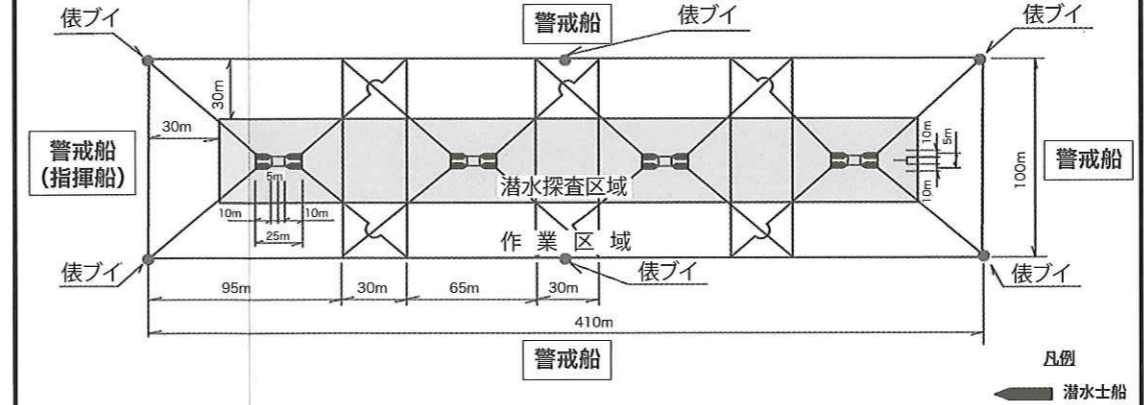 俵ブイ
警戒船
俵ブイ
俵ブイ
30m
30m
警戒船
(指揮船)
5m
10m
10m
25m
潜水探査区域
作業区域
10m
5m
10m
100m
警戒船
俵ブイ
俵ブイ
俵ブイ
95m
30m
65m
30m
410m
警戒船
凡例
潜水士船